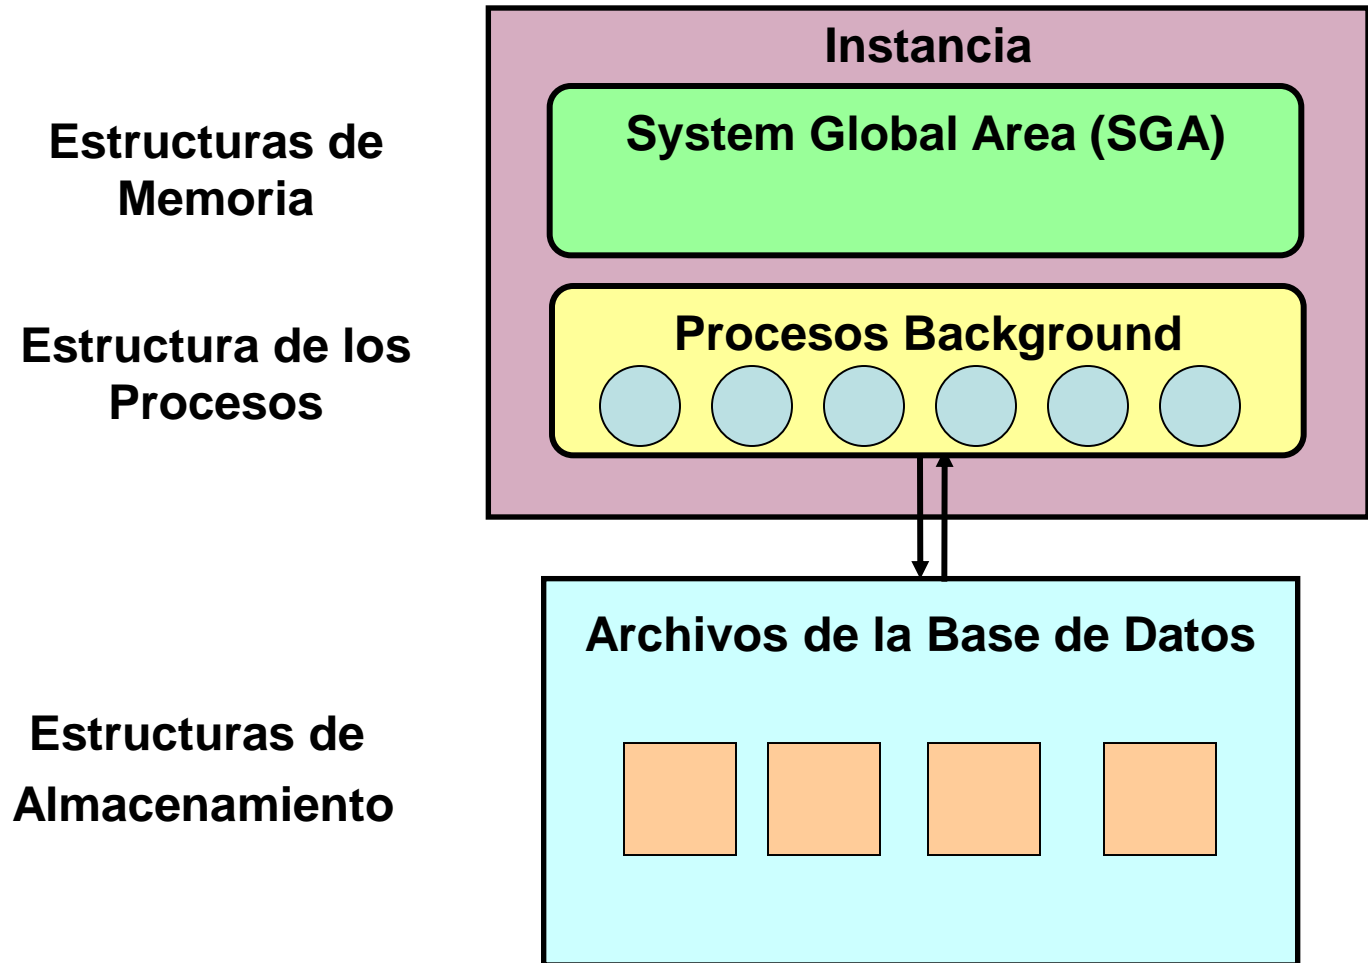 Instancia
System Global Area (SGA)
Estructuras de
Memoria
Procesos Background
Estructura de los
Procesos
Archivos de la Base de Datos
Estructuras de
Almacenamiento